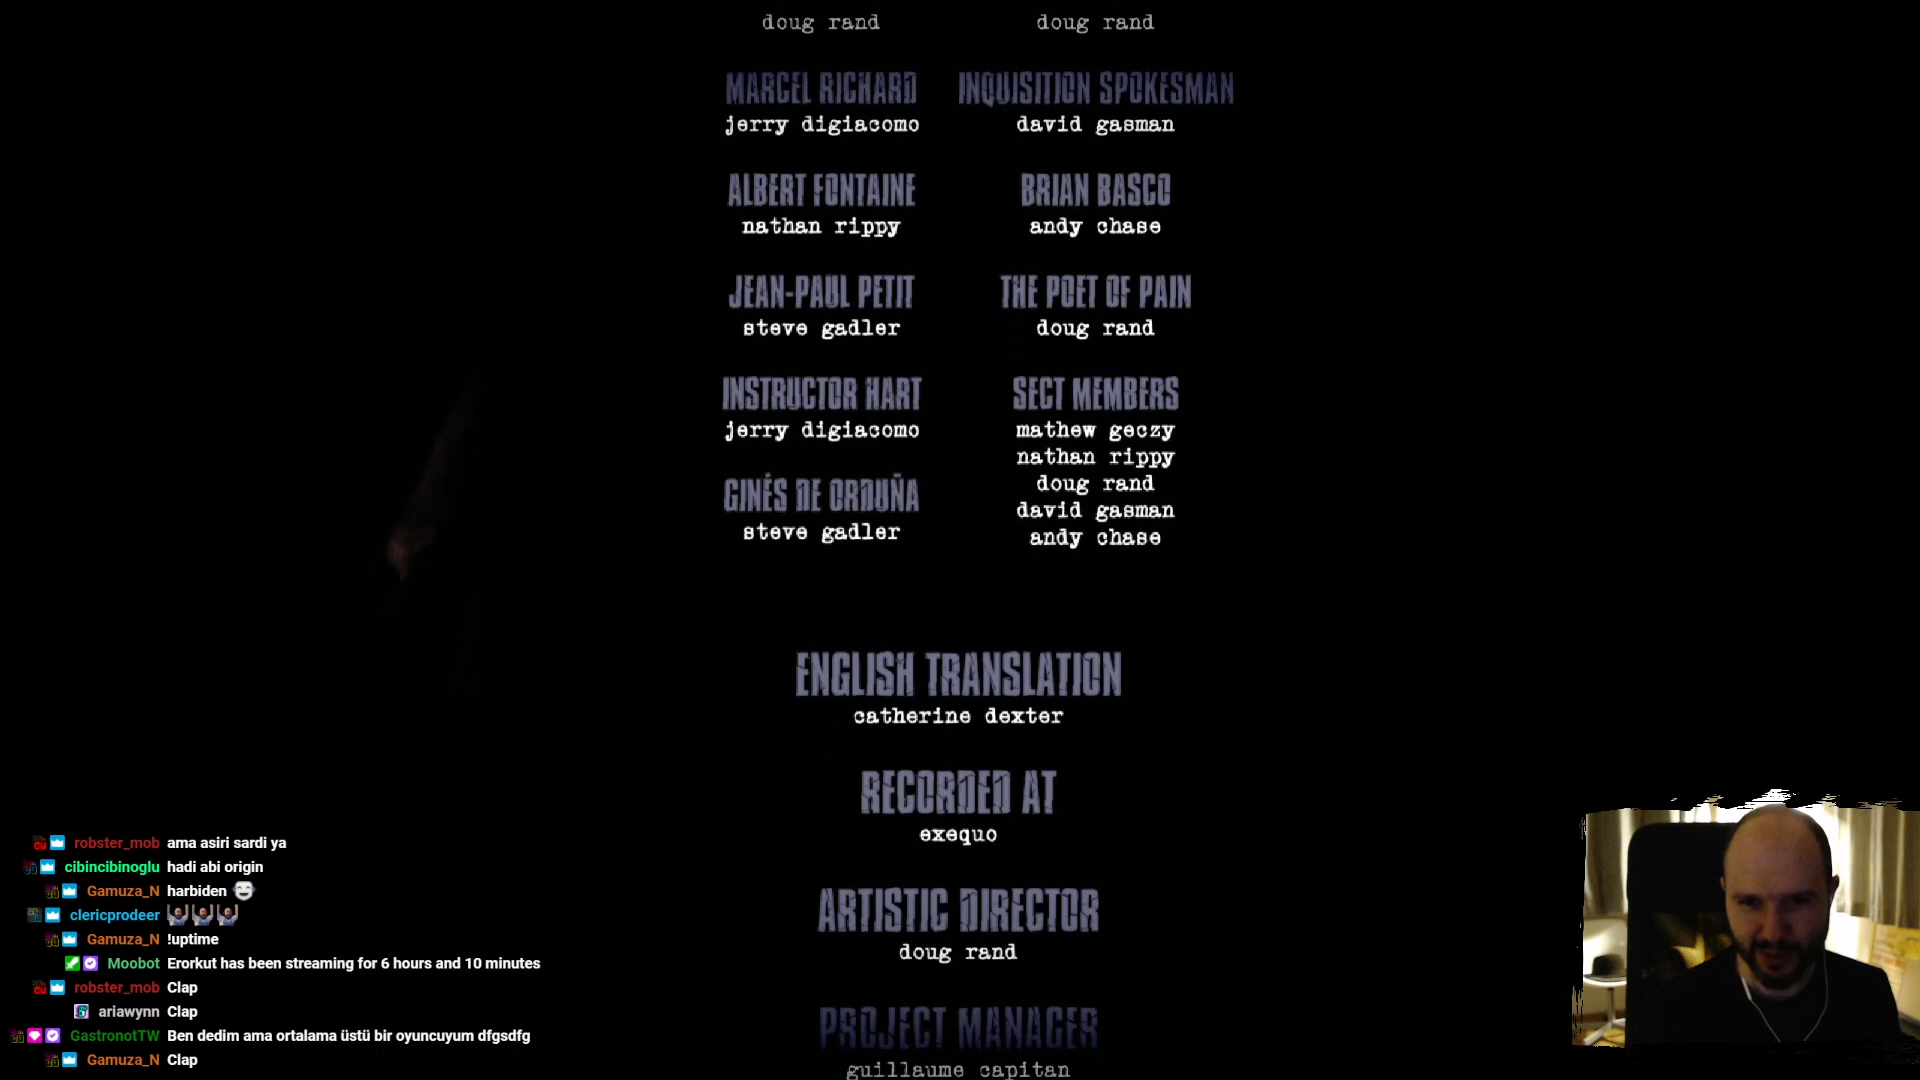 doug rand
doug rand
MARCEL RICHARD
jerry digiacomo
INQUISITION SPOKESMAN
david gasman
ALBERT FONTAINE
nathan rippy
BRIAN BASCO
andy chase
JEAN-PAUL PETIT
steve gadler
THE POET OF PAIN
doug rand
INSTRUCTOR HART
jerry digiacomo
SECT MEMBERS
mathew geczy
nathan rippy
doug rand
david gasman
andy chase
GINÉS DE ORDUÑA
steve gadler
ENGLISH TRANSLATION
catherine dexter
RECORDED AT
exequo
ARTISTIC DIRECTOR
doug rand
PROJECT MANAGER
guillaume capitan
robster_mob ama asiri sardi ya
cibincibinoglu hadi abi origin
Gamuza_N harbiden
clericprodeer
Gamuza_N !uptime
Moobot Erorkut has been streaming for 6 hours and 10 minutes
robster_mob Clap
ariawynn Clap
GastronotTW Ben dedim ama ortalama üstü bir oyuncuyum dfgsdfg
Gamuza_N Clap